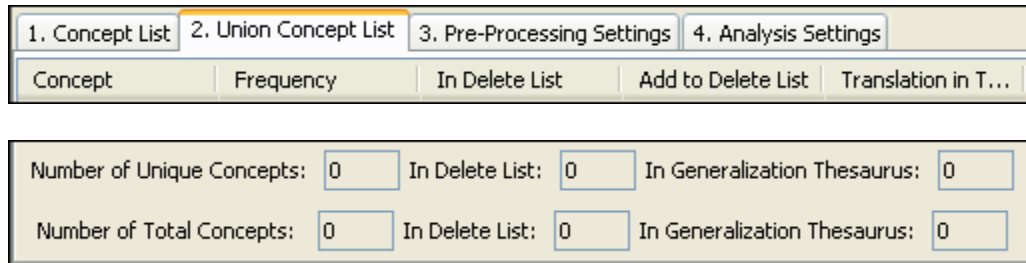 1. Concept List 2. Union Concept List 3. Pre-Processing Settings 4. Analysis Settings
Concept Frequency In Delete List Add to Delete List Translation in T...
Number of Unique Concepts: 0 In Delete List: 0 In Generalization Thesaurus: 0
Number of Total Concepts: 0 In Delete List: 0 In Generalization Thesaurus: 0